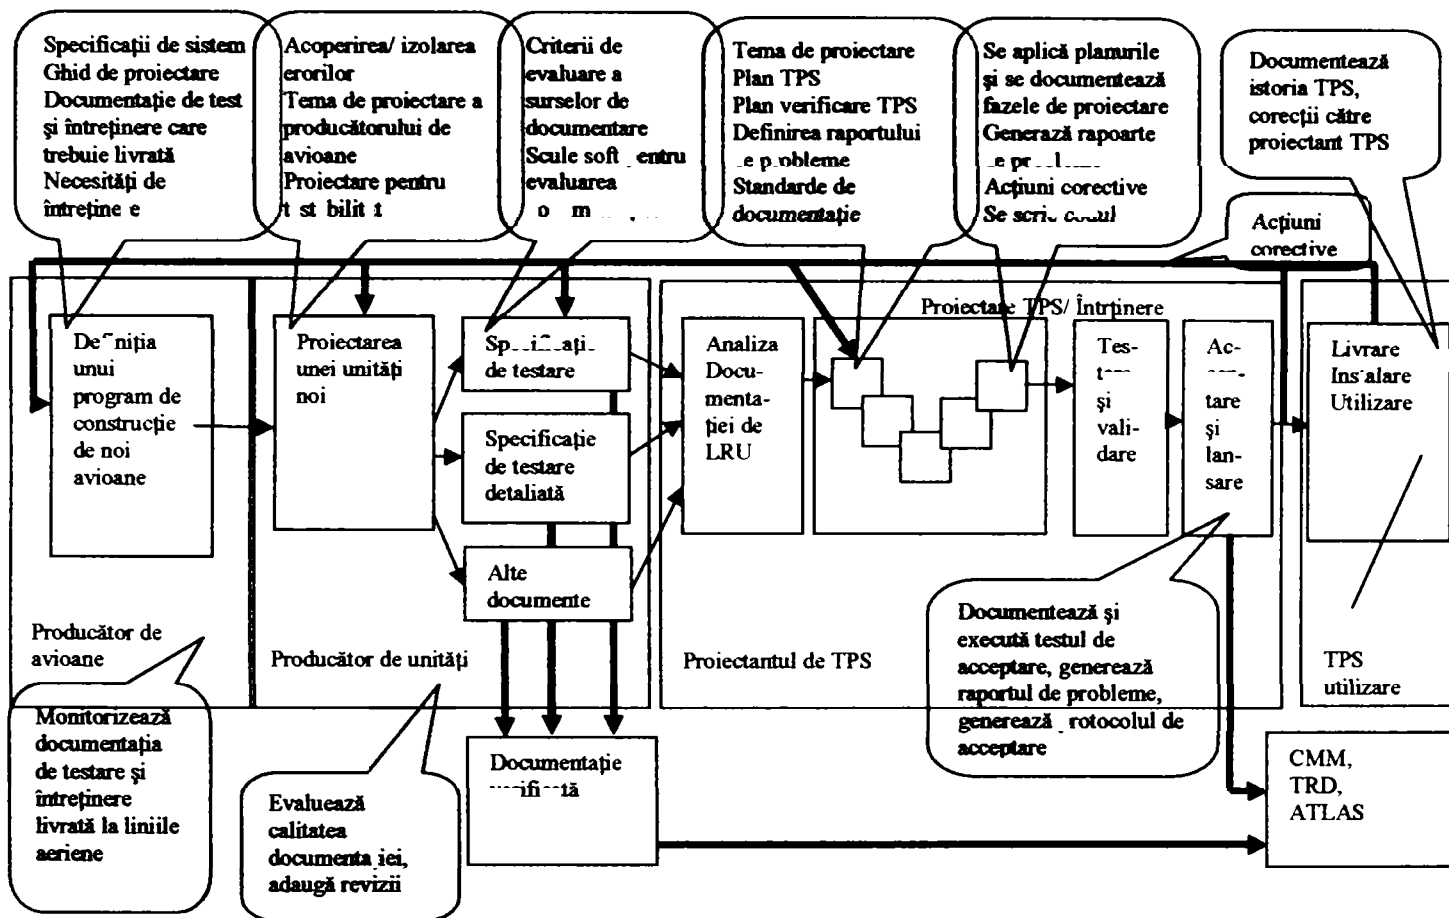 Specificații de sistem
Ghid de proiectare
Documentație de test
și întreținere care
trebuie livrată
Necesități de
Acoperirea/ izolarea
erorilor
Tema de proiectare a
producătorului de
avioane
Proiectare pentru
Criterii de
evaluare a
surselor de
documentare
Scule soft
evaluarea
Tema de proiectare
Plan TPS
Plan verificare TPS
Definirea raportului
probleme
Standarde de
documentație
Se aplică planurile
și se documentează
fazele de proiectare
Generază rapoarte
Acțiuni corective
Se
Documentează
istoria TPS,
corecții către
proiectant TPS
Acțiuni
corective
unui
program de
construcție
de noi
avioane
Producător de
avioane
Proiectarea
unei unități
noi
de testare
Specificație
de testare
detaliată
Alte
documente
Producător de unități
Proiectare TPS/ Întrținere
Analiza
Docu-
menta-
ției de
LRU
Tes-
și
vali-
dare
Ac-
tare
și
lan-
sare
Proiectantul de TPS
Livrare
Instalare
Utilizare
TPS
utilizare
Monitorizează
documentația
de testare și
întreținere
livrată la liniile
aeriene
Evaluează
calitatea
adaugă revizii
Documentație
Documentează și
execută testul de
acceptare, generează
raportul de probleme,
generează de
acceptare
CMM,
TRD,
ATLAS